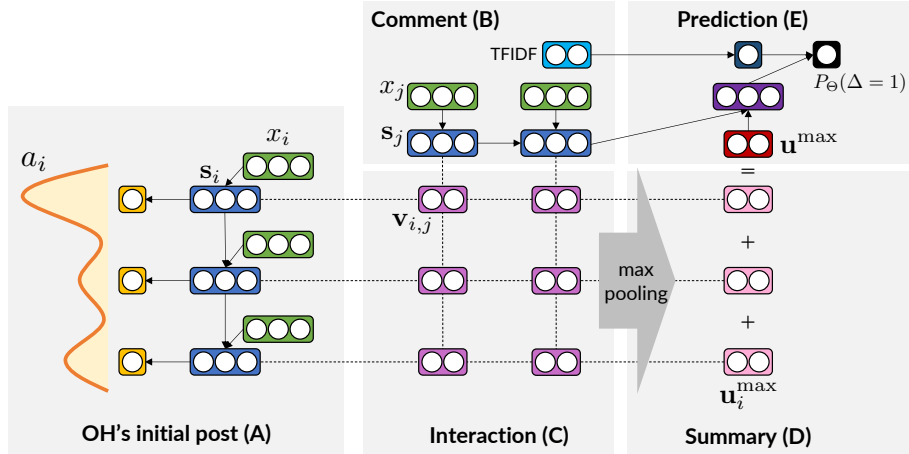 Comment (B)
Prediction (E)
TFIDF
P_Θ(Δ = 1)
x_j
s_j
u^max
x_i
a_i
s_i
=
v_{i,j}
+
max
pooling
+
u_i^max
OH's initial post (A)
Interaction (C)
Summary (D)